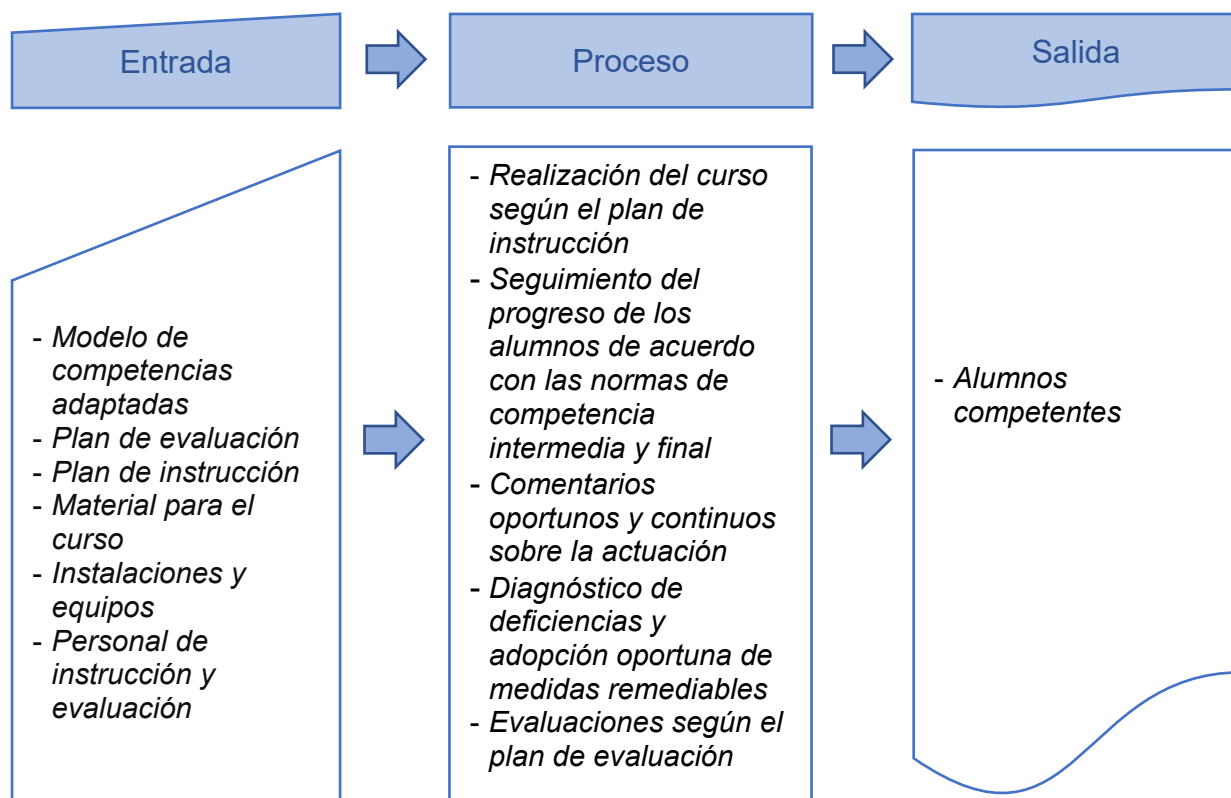 Entrada
Proceso
Salida
- Modelo de
competencias
adaptadas
- Plan de evaluación
- Plan de instrucción
- Material para el
curso
- Instalaciones y
equipos
- Personal de
instrucción y
evaluación
- Realización del curso
según el plan de
instrucción
- Seguimiento del
progreso de los
alumnos de acuerdo
con las normas de
competencia
intermedia y final
- Comentarios
oportunos y continuos
sobre la actuación
- Diagnóstico de
deficiencias y
adopción oportuna de
medidas remediables
- Evaluaciones según el
plan de evaluación
- Alumnos
competentes